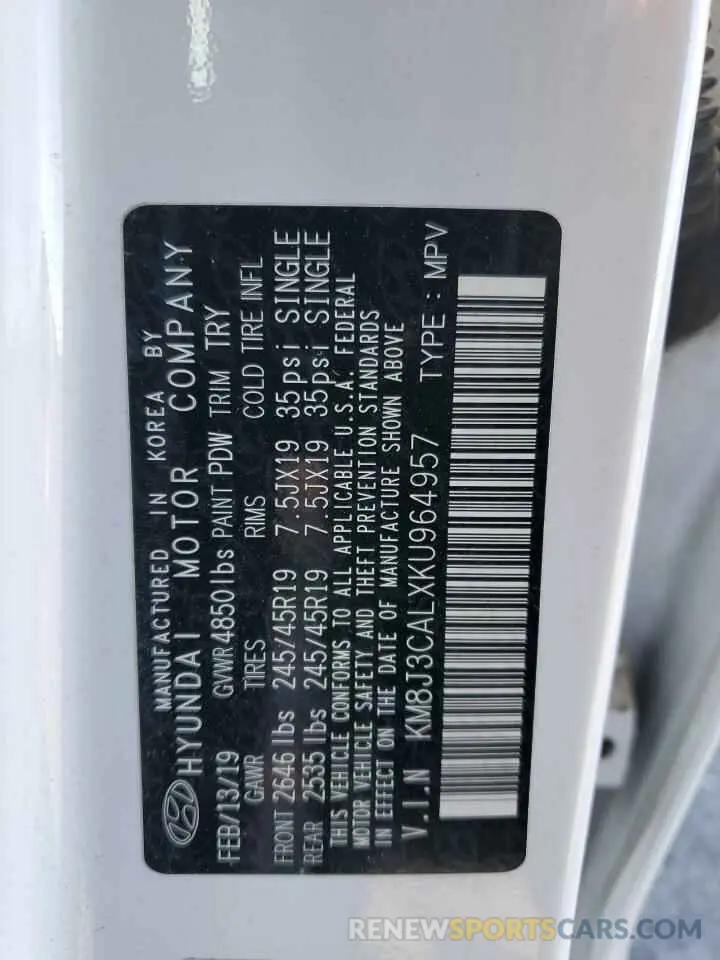 MANUFACTURED IN KOREA BY
HYUNDAI MOTOR COMPANY
FEB/13/19 GVWR 4850lbs PAINT PDW TRIM TRY
GAWR TIRES RIMS COLD TIRE INFL
FRONT 2646 lbs 245/45R19 7.5JX19 35psi SINGLE
REAR 2535 lbs 245/45R19 7.5JX19 35psi SINGLE
THIS VEHICLE CONFORMS TO ALL APPLICABLE U.S.A. FEDERAL
MOTOR VEHICLE SAFETY AND THEFT PREVENTION STANDARDS
IN EFFECT ON THE DATE OF MANUFACTURE SHOWN ABOVE
V.I.N KM8J3CALXKU964957 TYPE : MPV
RENEWSPORTSCARS.COM